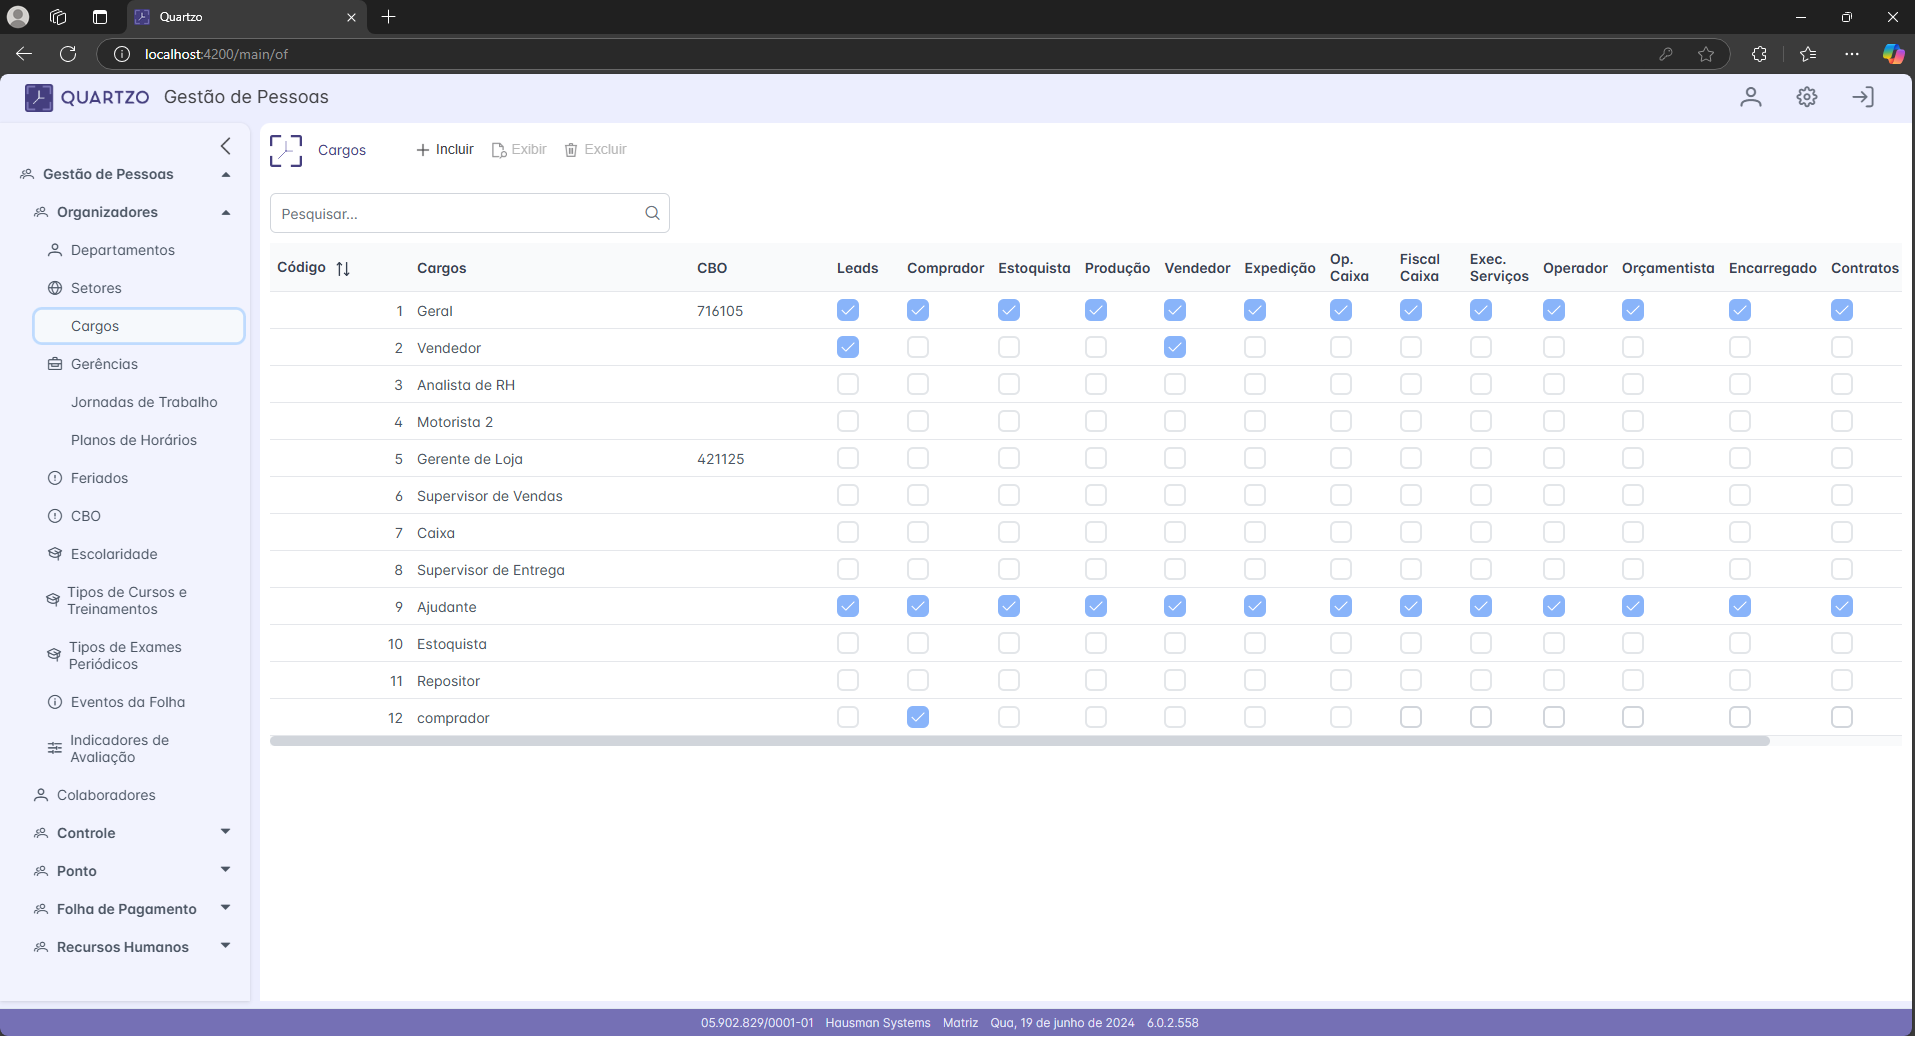 Quartzo
localhost:4200/main/of
QUARTZO Gestão de Pessoas
Gestão de Pessoas
Organizadores
Departamentos
Setores
Cargos
Gerências
Jornadas de Trabalho
Planos de Horários
Feriados
CBO
Escolaridade
Tipos de Cursos e
Treinamentos
Tipos de Exames
Periódicos
Eventos da Folha
Indicadores de
Avaliação
Colaboradores
Controle
Ponto
Folha de Pagamento
Recursos Humanos
Cargos Incluir Exibir Excluir
Pesquisar...
Código Cargos CBO Leads Comprador Estoquista Produção Vendedor Expedição Op. Caixa Fiscal Caixa Exec. Serviços Operador Orçamentista Encarregado Contratos
1 Geral 716105
2 Vendedor
3 Analista de RH
4 Motorista 2
5 Gerente de Loja 421125
6 Supervisor de Vendas
7 Caixa
8 Supervisor de Entrega
9 Ajudante
10 Estoquista
11 Repositor
12 comprador
05.902.829/0001-01 Hausman Systems Matriz Qua, 19 de junho de 2024 6.0.2.558